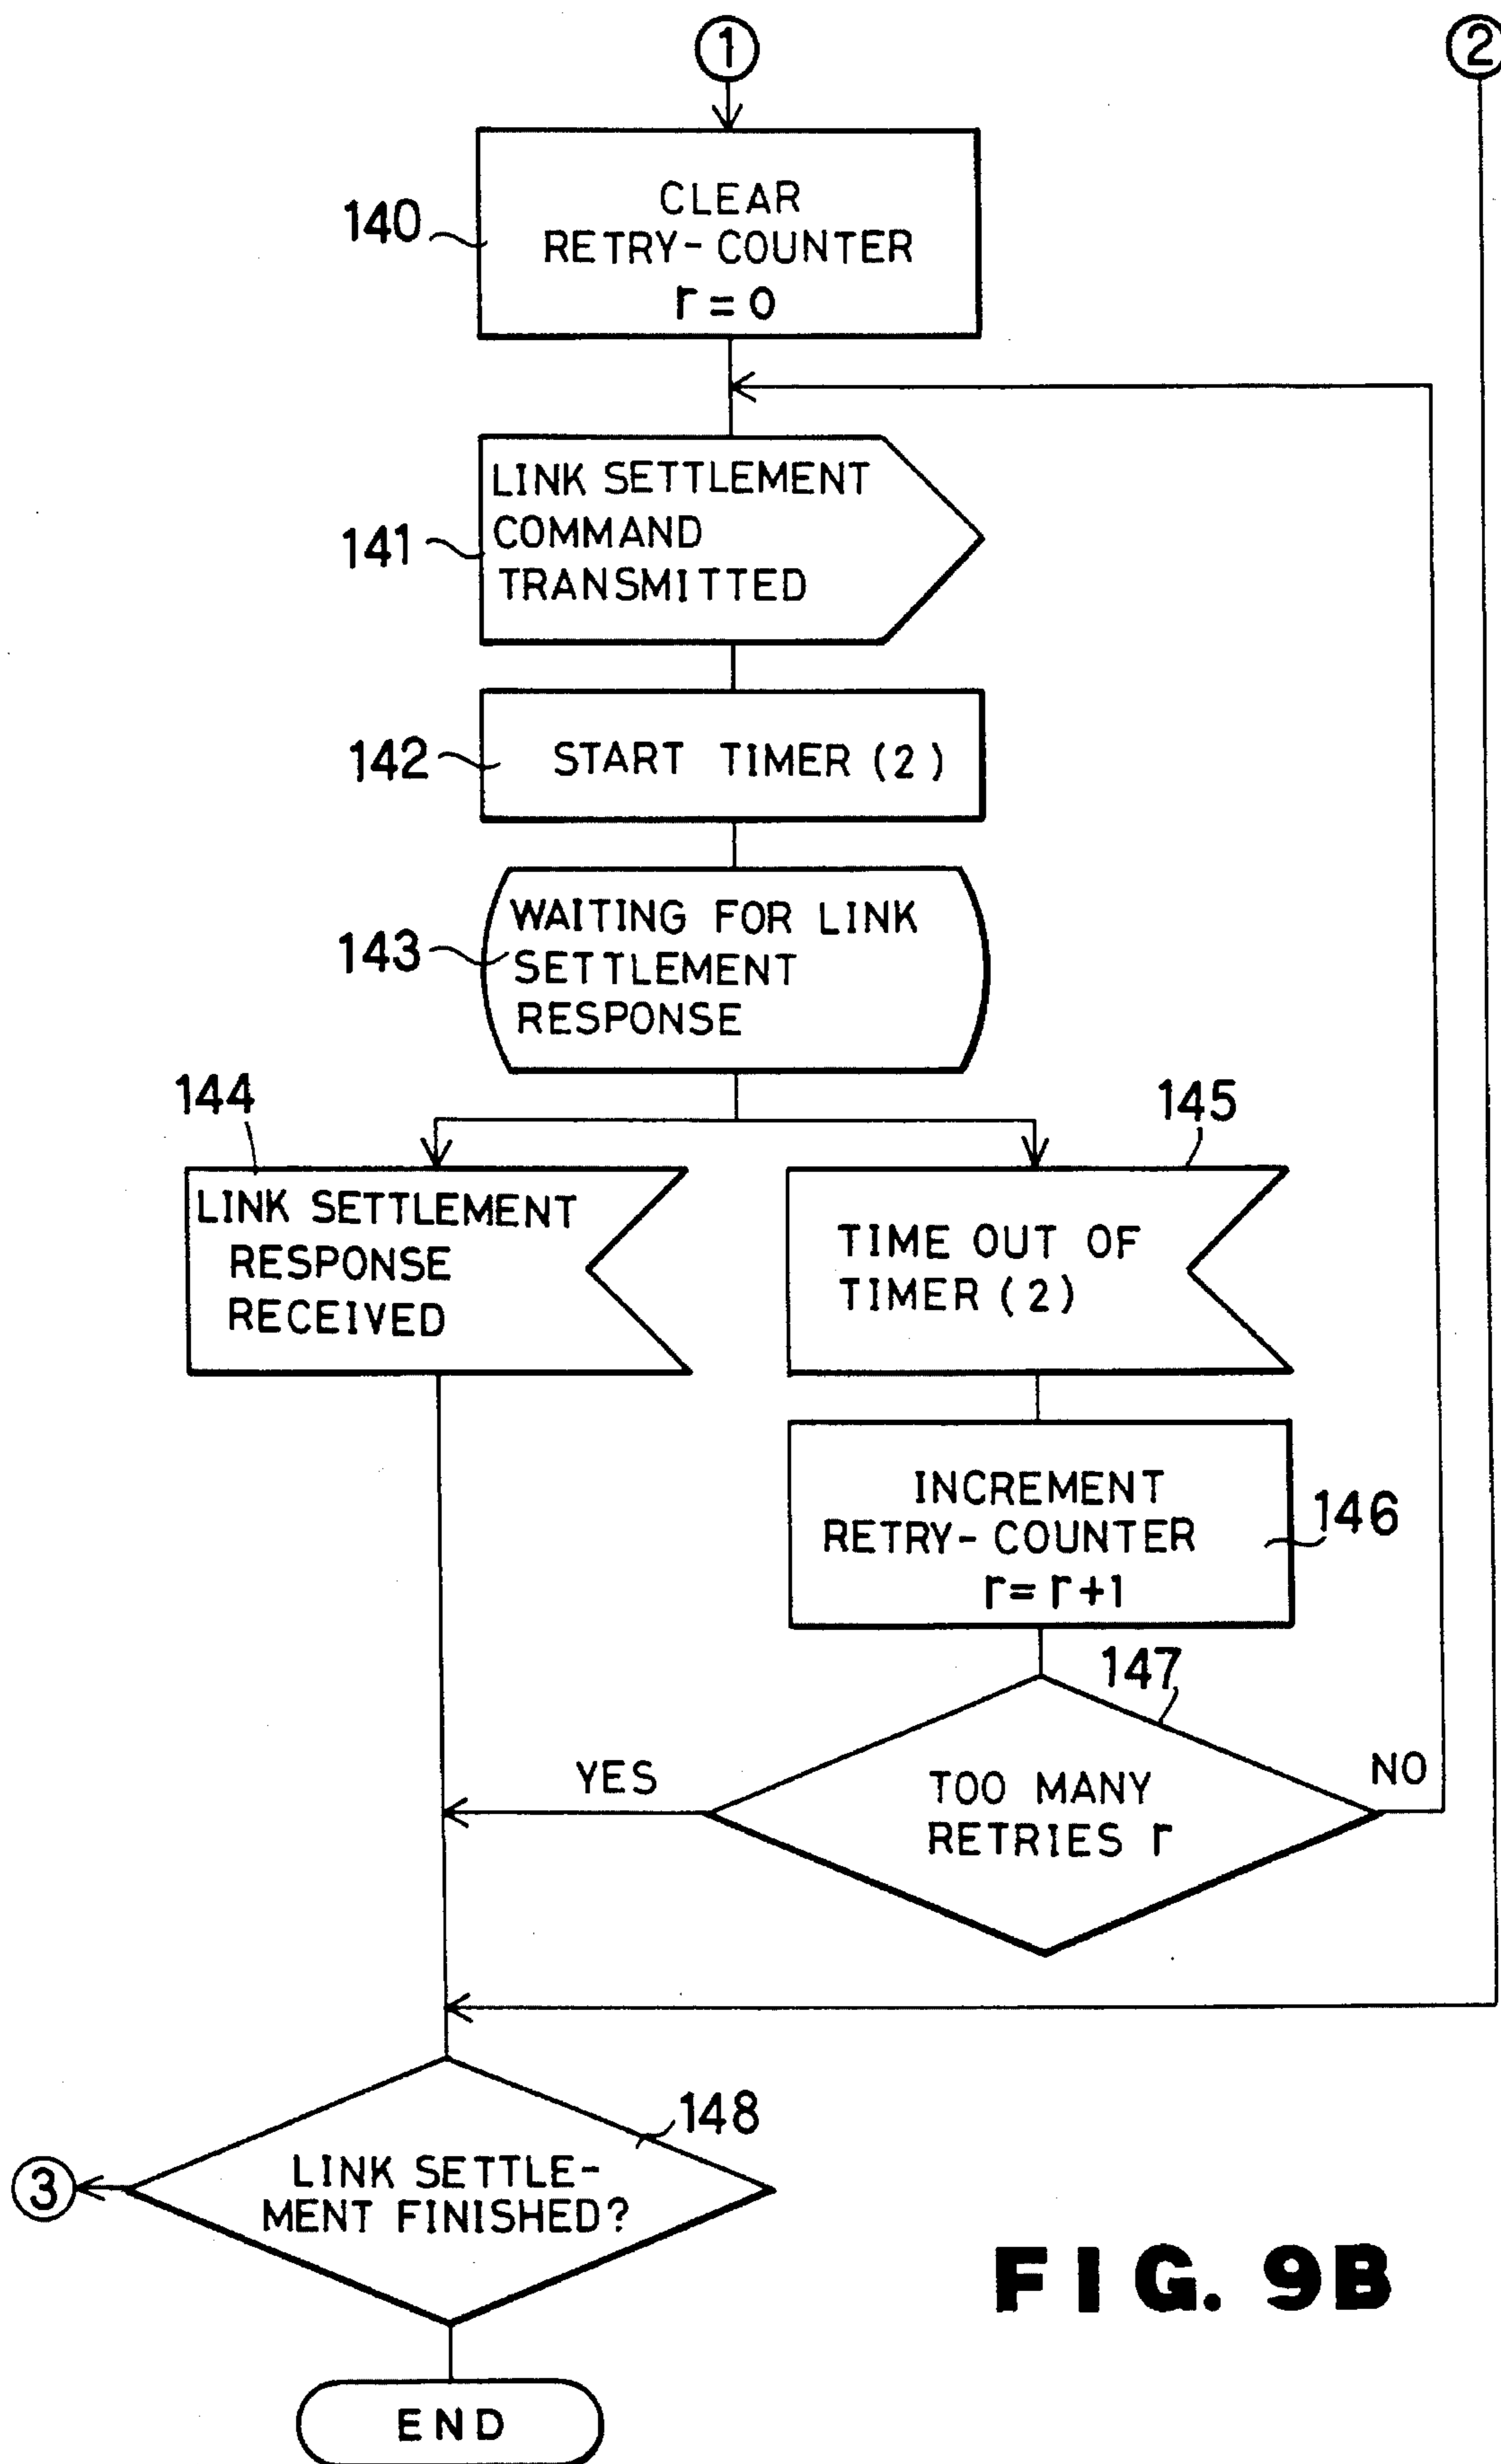 1
2
140
CLEAR
RETRY-COUNTER
r=0
141
LINK SETTLEMENT
COMMAND
TRANSMITTED
142
START TIMER (2)
143
WAITING FOR LINK
SETTLEMENT
RESPONSE
144
145
LINK SETTLEMENT
RESPONSE
RECEIVED
TIME OUT OF
TIMER (2)
INCREMENT
RETRY-COUNTER
r=r+1
146
147
YES
TOO MANY
RETRIES r
NO
148
3
LINK SETTLE-
MENT FINISHED?
FIG. 9B
END